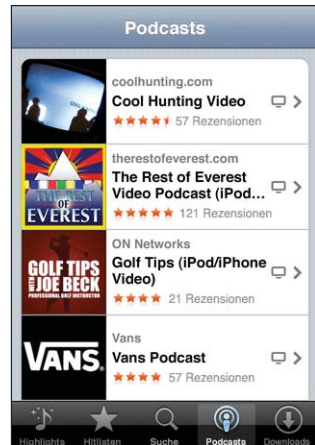 Podcasts
coolhunting.com
Cool Hunting Video
57 Rezensionen
THE REST
OF
EVEREST
therestofeverest.com
The Rest of Everest
Video Podcast (iPod...
121 Rezensionen
GOLF TIPS
WITH JOE BECK
PROFESSIONAL GOLF INSTRUCTOR
ON Networks
Golf Tips (iPod/iPhone
Video)
21 Rezensionen
VANS
Vans
Vans Podcast
57 Rezensionen
Highlights Hitlisten Suche Podcasts Downloads